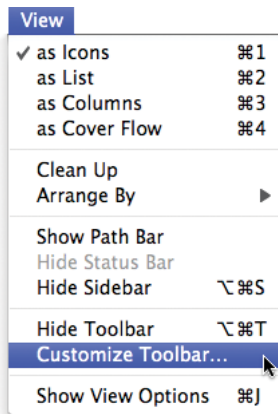 View
✓ as Icons ⌘1
as List ⌘2
as Columns ⌘3
as Cover Flow ⌘4
Clean Up
Arrange By ▶
Show Path Bar
Hide Status Bar
Hide Sidebar ⌥⌘S
Hide Toolbar ⌥⌘T
Customize Toolbar...
Show View Options ⌘J